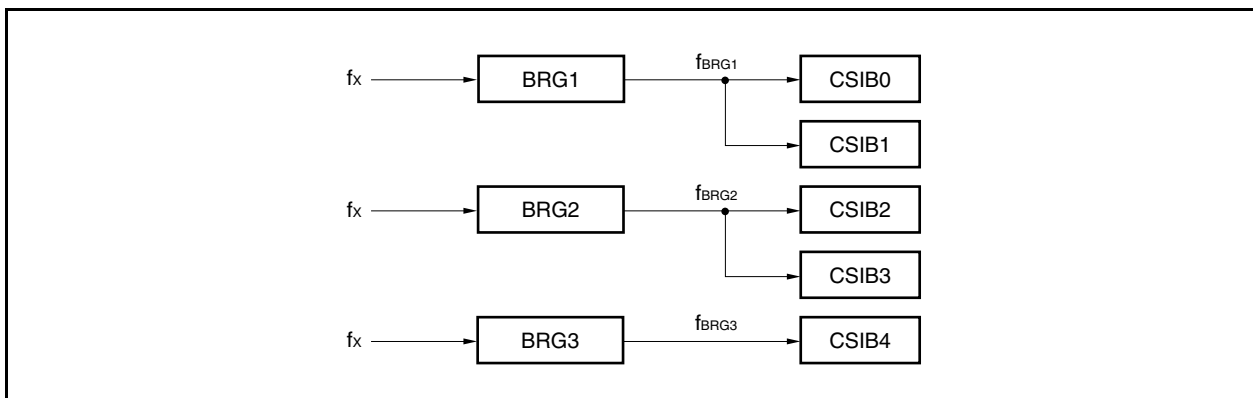 fX BRG1 fBRG1 CSIB0
CSIB1
fX BRG2 fBRG2 CSIB2
CSIB3
fX BRG3 fBRG3 CSIB4